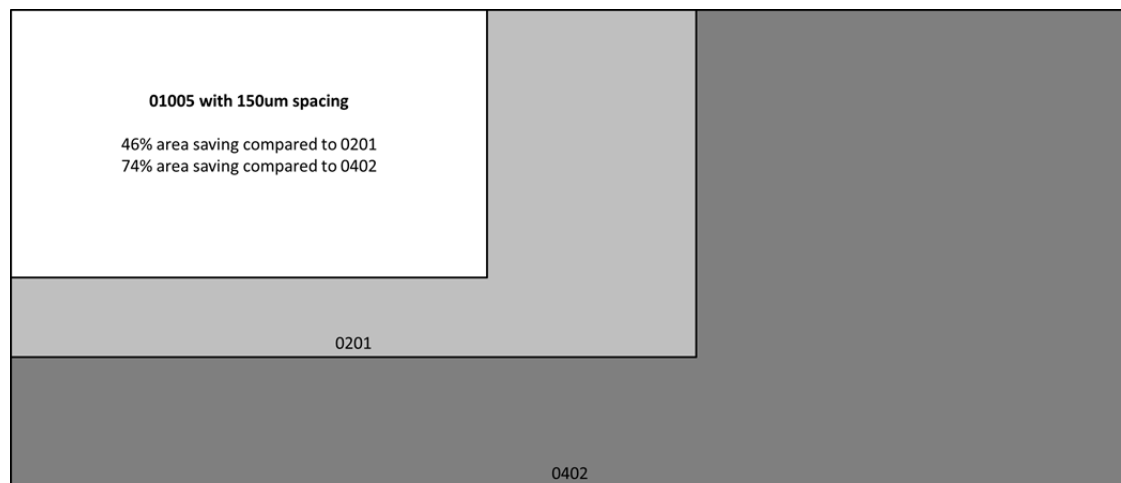 01005 with 150um spacing
46% area saving compared to 0201
74% area saving compared to 0402
0201
0402